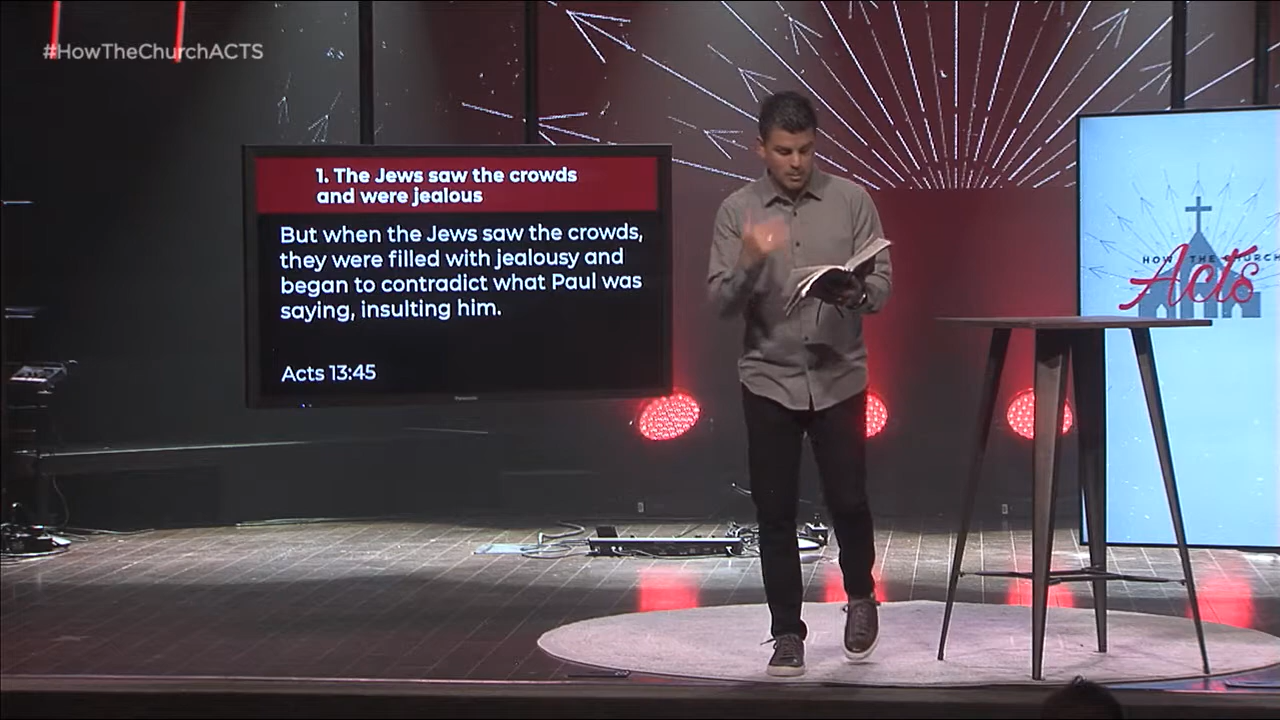 #HowTheChurchACTS
1. The Jews saw the crowds
and were jealous
But when the Jews saw the crowds,
they were filled with jealousy and
began to contradict what Paul was
saying, insulting him.
Acts 13:45
Panasonic
HOW THE CHURCH
Acts